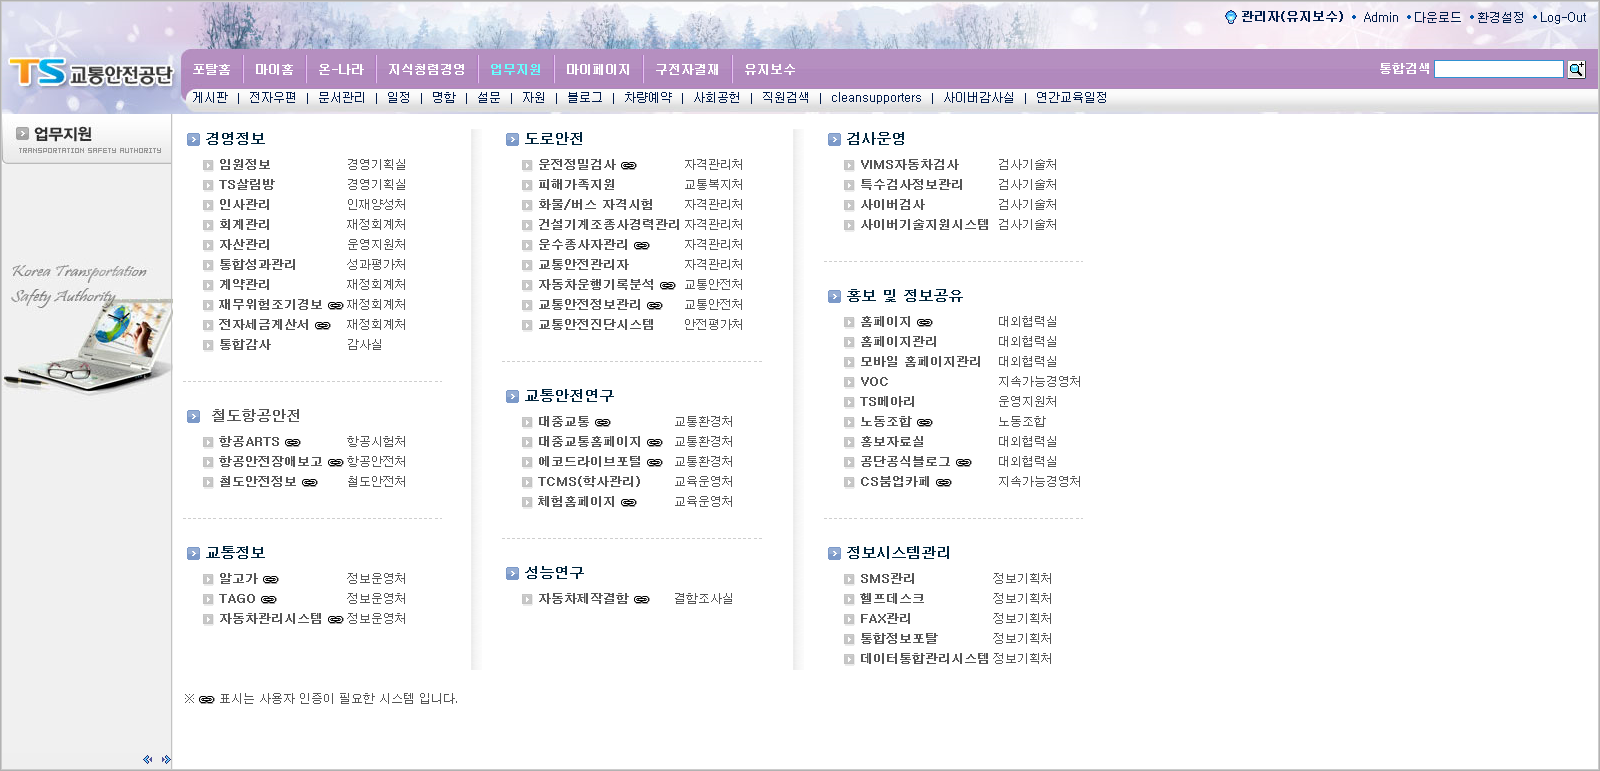 관리자(유지보수) • Admin •다운로드 •환경설정 •Log-Out
TS 교통안전공단
포탈홈 마이홈 온-나라 지식청렴경영 업무지원 마이페이지 구전자결재 유지보수
통합검색
게시판 | 전자우편 | 문서관리 | 일정 | 명함 | 설문 | 자원 | 블로그 | 차량예약 | 사회공헌 | 직원검색 | cleansupporters | 사이버감사실 | 연간교육일정
업무지원
TRANSPORTATION SAFETY AUTHORITY
Korea Transportation
Safety Authority
경영정보
임원정보 경영기획실
TS살림방 경영기획실
인사관리 인재양성처
회계관리 재정회계처
자산관리 운영지원처
통합성과관리 성과평가처
계약관리 재정회계처
재무위험조기경보 재정회계처
전자세금계산서 재정회계처
통합감사 감사실
철도항공안전
항공ARTS 항공시험처
항공안전장애보고 항공안전처
철도안전정보 철도안전처
교통정보
알고가 정보운영처
TAGO 정보운영처
자동차관리시스템 정보운영처
도로안전
운전정밀검사 자격관리처
피해가족지원 교통복지처
화물/버스 자격시험 자격관리처
건설기계조종사경력관리 자격관리처
운수종사자관리 자격관리처
교통안전관리자 자격관리처
자동차운행기록분석 교통안전처
교통안전정보관리 교통안전처
교통안전진단시스템 안전평가처
교통안전연구
대중교통 교통환경처
대중교통홈페이지 교통환경처
에코드라이브포털 교통환경처
TCMS(학사관리) 교육운영처
체험홈페이지 교육운영처
성능연구
자동차제작결함 결함조사실
검사운영
VIMS자동차검사 검사기술처
특수검사정보관리 검사기술처
사이버검사 검사기술처
사이버기술지원시스템 검사기술처
홍보 및 정보공유
홈페이지 대외협력실
홈페이지관리 대외협력실
모바일 홈페이지관리 대외협력실
VOC 지속가능경영처
TS메아리 운영지원처
노동조합 노동조합
홍보자료실 대외협력실
공단공식블로그 대외협력실
CS붐업카페 지속가능경영처
정보시스템관리
SMS관리 정보기획처
헬프데스크 정보기획처
FAX관리 정보기획처
통합정보포탈 정보기획처
데이터통합관리시스템 정보기획처
※ 표시는 사용자 인증이 필요한 시스템 입니다.